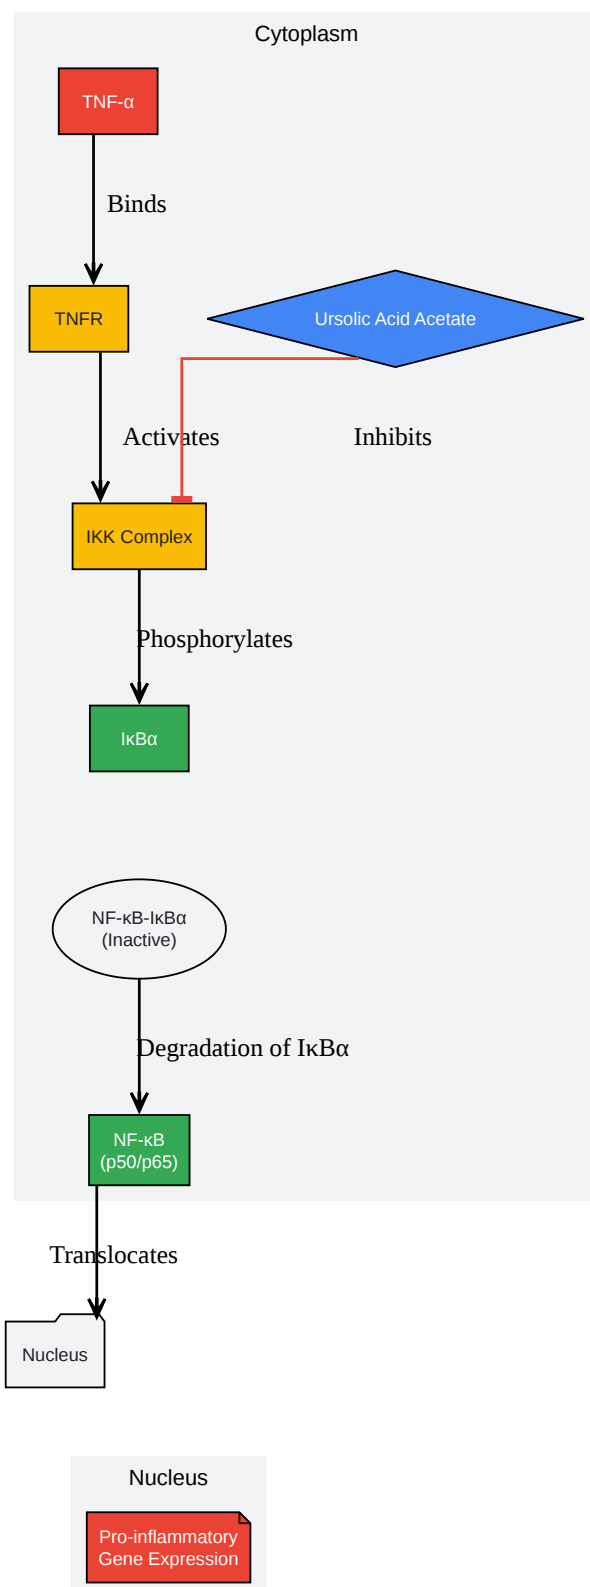 Cytoplasm
TNF-α
Binds
TNFR
Ursolic Acid Acetate
Activates
Inhibits
IKK Complex
Phosphorylates
IκBα
NF-κB-IκBα
(Inactive)
Degradation of IκBα
NF-κB
(p50/p65)
Translocates
Nucleus
Nucleus
Pro-inflammatory
Gene Expression